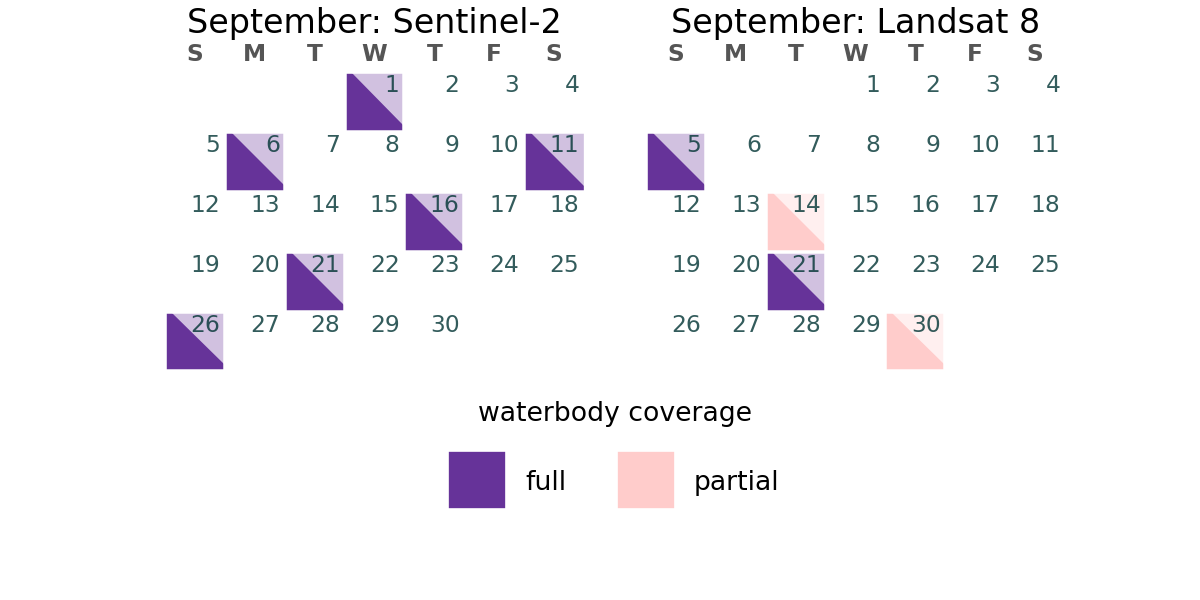 September: Sentinel-2
S M T W T F S
1 2 3 4
5 6 7 8 9 10 11
12 13 14 15 16 17 18
19 20 21 22 23 24 25
26 27 28 29 30
September: Landsat 8
S M T W T F S
1 2 3 4
5 6 7 8 9 10 11
12 13 14 15 16 17 18
19 20 21 22 23 24 25
26 27 28 29 30
waterbody coverage
full partial